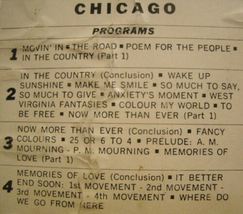 CHICAGO
PROGRAMS
1 MOVIN' IN ■ THE ROAD ■ POEM FOR THE PEOPLE ■
IN THE COUNTRY (Part 1)
2 IN THE COUNTRY (Conclusion) ■ WAKE UP
SUNSHINE ■ MAKE ME SMILE ■ SO MUCH TO SAY,
SO MUCH TO GIVE ■ ANXIETY'S MOMENT ■ WEST
VIRGINIA FANTASIES ■ COLOUR MY WORLD ■ TO
BE FREE ■ NOW MORE THAN EVER (Part 1)
3 NOW MORE THAN EVER (Conclusion) ■ FANCY
COLOURS ■ 25 OR 6 TO 4 ■ PRELUDE: A. M.
MOURNING - P. M. MOURNING ■ MEMORIES OF
LOVE (Part 1)
4 MEMORIES OF LOVE (Conclusion) ■ IT BETTER
END SOON: 1st MOVEMENT - 2nd MOVEMENT -
3rd MOVEMENT - 4th MOVEMENT ■ WHERE DO
WE GO FROM HERE